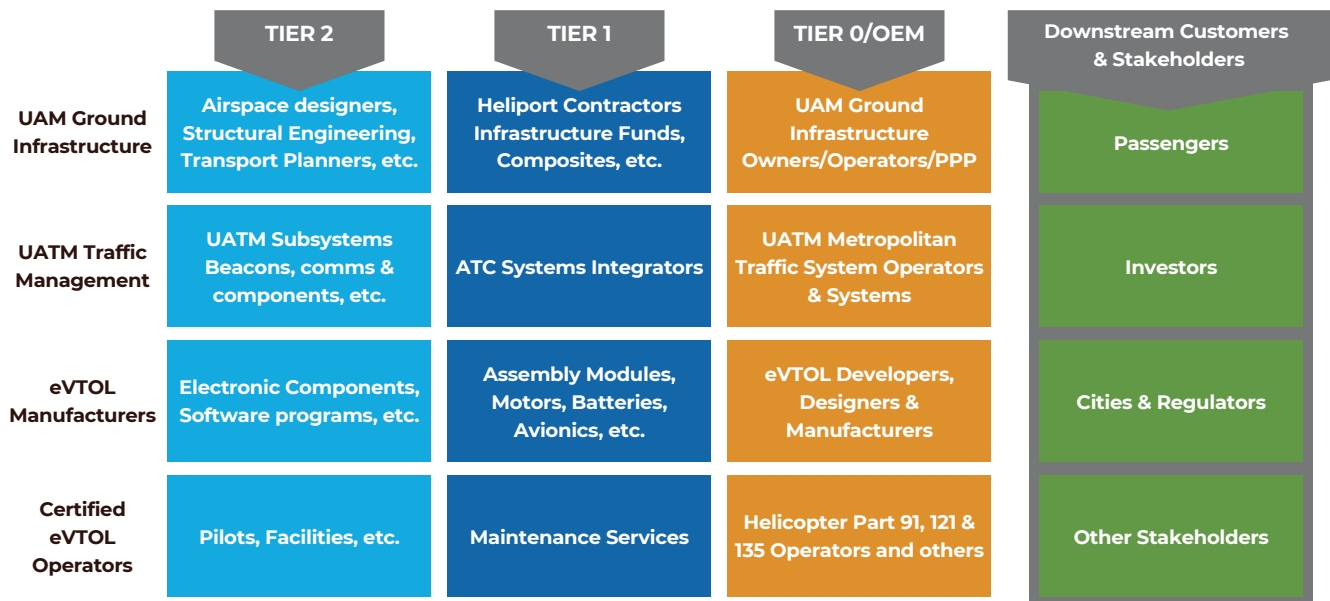 TIER 2
TIER 1
TIER 0/OEM
Downstream Customers
& Stakeholders
UAM Ground
Infrastructure
Airspace designers,
Structural Engineering,
Transport Planners, etc.
Heliport Contractors
Infrastructure Funds,
Composites, etc.
UAM Ground
Infrastructure
Owners/Operators/PPP
Passengers
UATM Traffic
Management
UATM Subsystems
Beacons, comms &
components, etc.
ATC Systems Integrators
UATM Metropolitan
Traffic System Operators
& Systems
Investors
eVTOL
Manufacturers
Electronic Components,
Software programs, etc.
Assembly Modules,
Motors, Batteries,
Avionics, etc.
eVTOL Developers,
Designers &
Manufacturers
Cities & Regulators
Certified
eVTOL
Operators
Pilots, Facilities, etc.
Maintenance Services
Helicopter Part 91, 121 &
135 Operators and others
Other Stakeholders